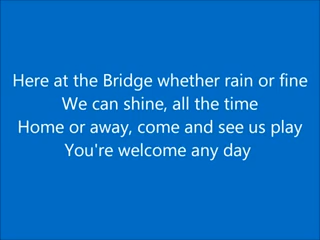 Here at the Bridge whether rain or fine
We can shine, all the time
Home or away, come and see us play
You're welcome any day